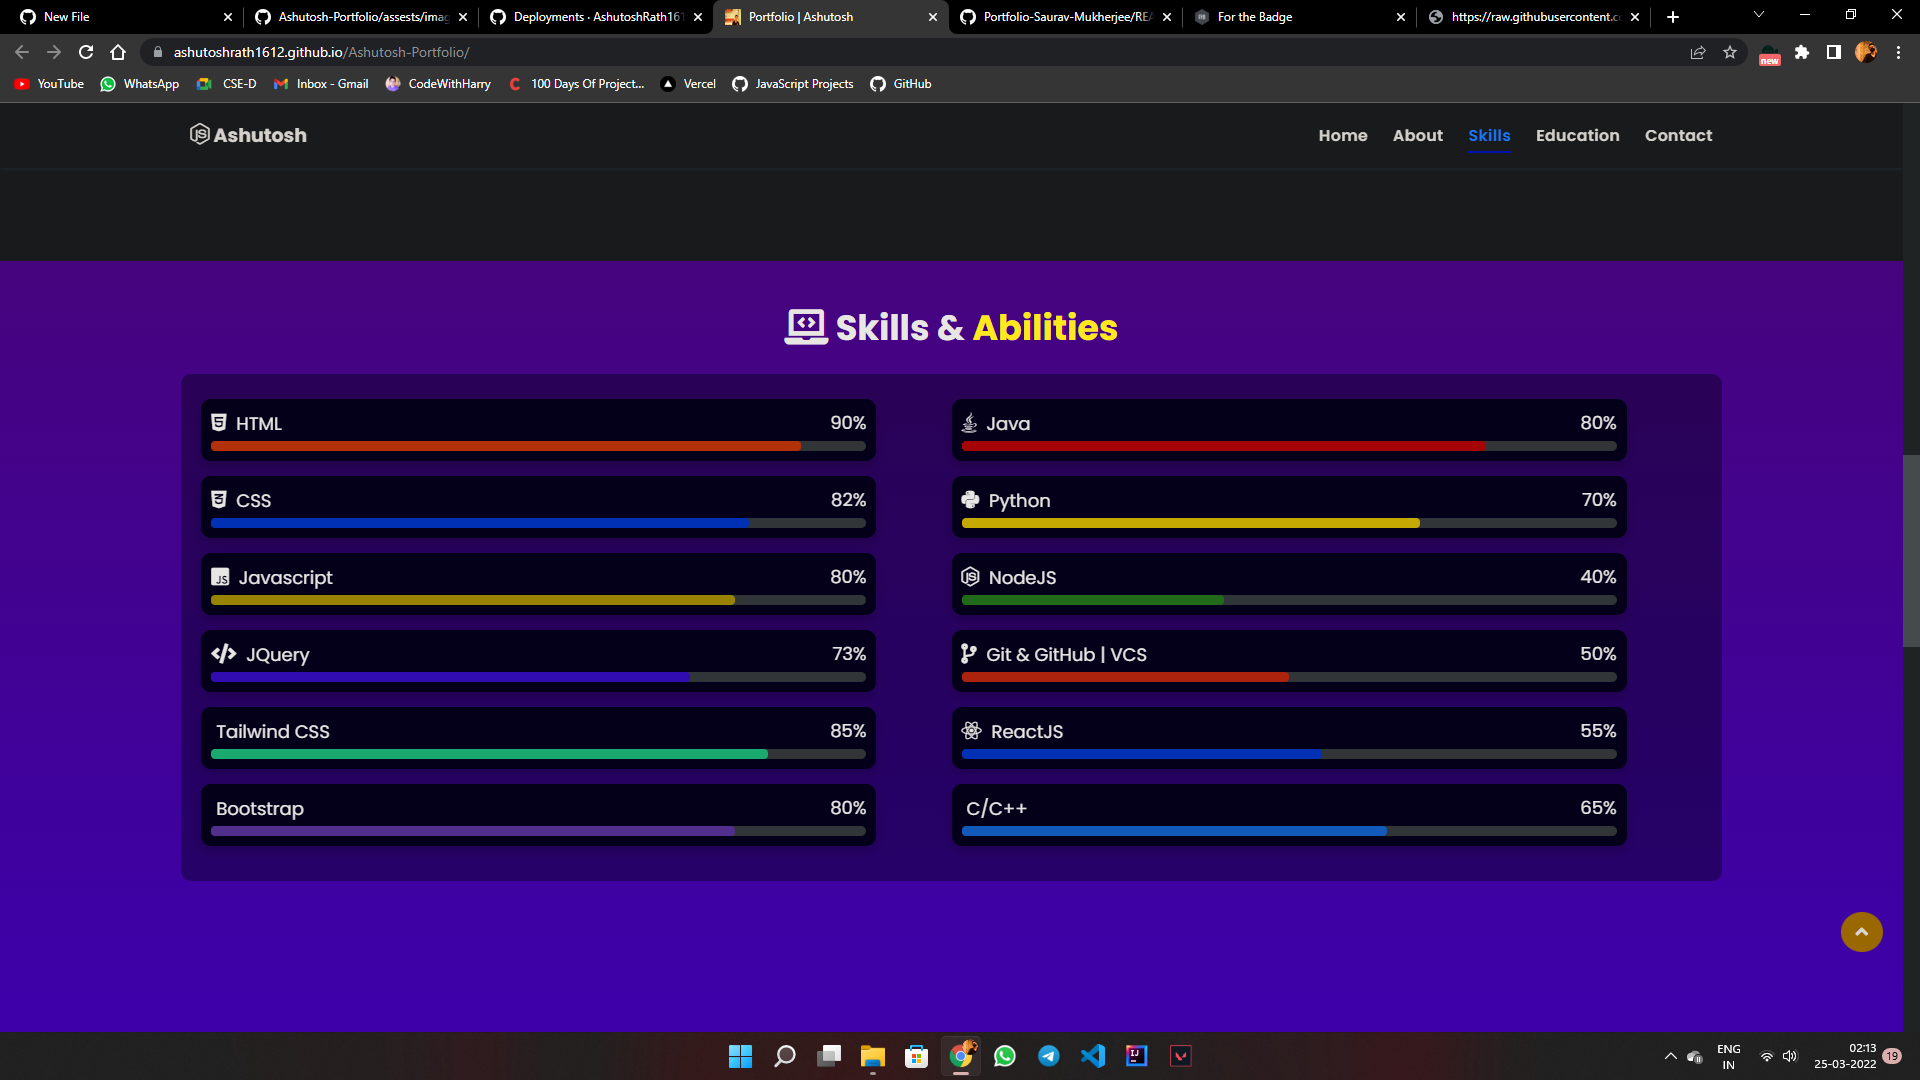 New File
Ashutosh-Portfolio/assests/imag
Deployments · AshutoshRath161
Portfolio | Ashutosh
Portfolio-Saurav-Mukherjee/REA
For the Badge
https://raw.githubusercontent.c
ashutoshrath1612.github.io/Ashutosh-Portfolio/
new
YouTube
WhatsApp
CSE-D
Inbox - Gmail
CodeWithHarry
100 Days Of Project...
Vercel
JavaScript Projects
GitHub
Ashutosh
Home
About
Skills
Education
Contact
Skills & Abilities
HTML 90%
Java 80%
CSS 82%
Python 70%
Javascript 80%
NodeJS 40%
JQuery 73%
Git & GitHub | VCS 50%
Tailwind CSS 85%
ReactJS 55%
Bootstrap 80%
C/C++ 65%
ENG
IN
02:13
25-03-2022
19